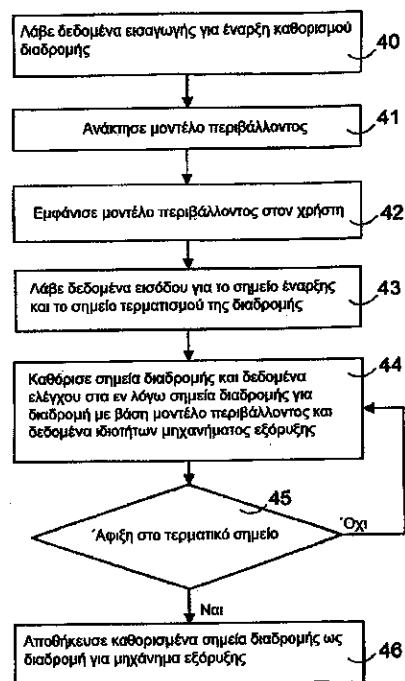 Λάβε δεδομένα εισαγωγής για έναρξη καθορισμού
διαδρομής
40
Ανάκτησε μοντέλο περιβάλλοντος
41
Εμφάνισε μοντέλο περιβάλλοντος στον χρήστη
42
Λάβε δεδομένα εισόδου για το σημείο έναρξης
και το σημείο τερματισμού της διαδρομής
43
Καθόρισε σημεία διαδρομής και δεδομένα
ελέγχου στα εν λόγω σημεία διαδρομής για
διαδρομή με βάση μοντέλο περιβάλλοντος και
δεδομένα ιδιοτήτων μηχανήματος εξόρυξης
44
Άφιξη στο τερματικό σημείο
45
Όχι
Ναι
Αποθήκευσε καθορισμένα σημεία διαδρομής ως
διαδρομή για μηχάνημα εξόρυξης
46